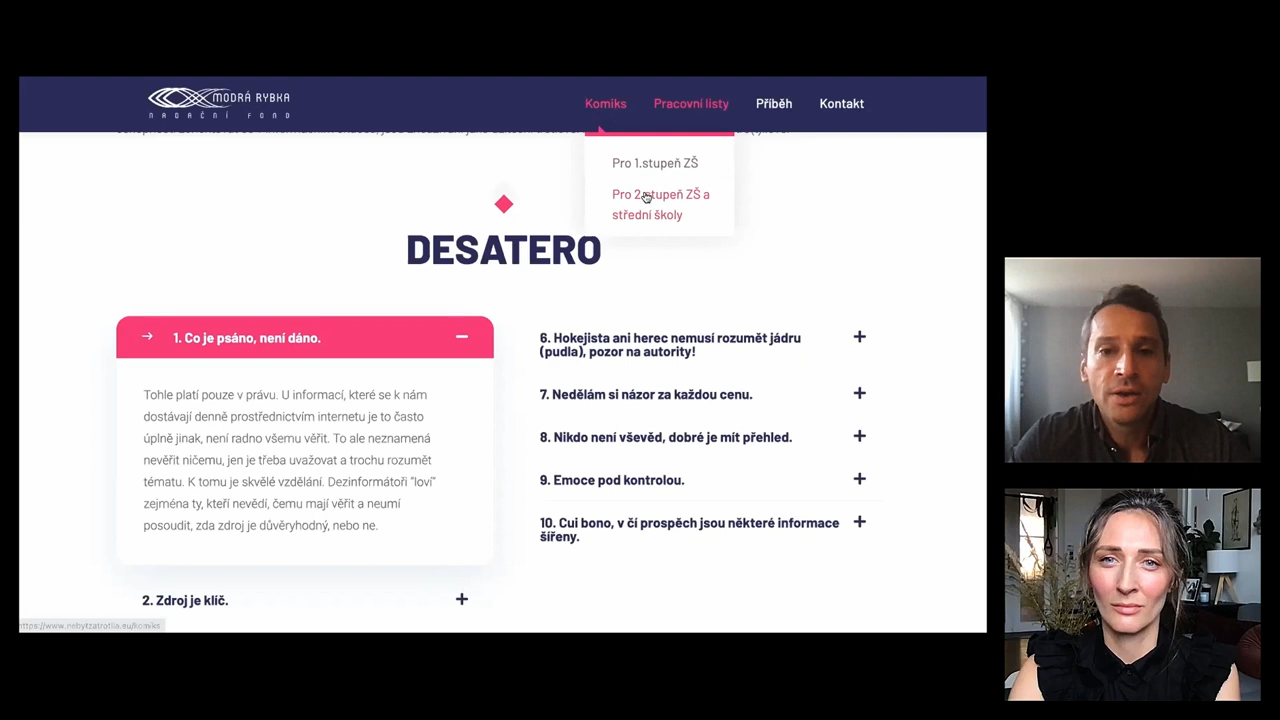 MODRÁ RYBKA
NADAČNÍ FOND
Komiks
Pracovní listy
Příběh
Kontakt
Pro 1.stupeň ZŠ
Pro 2.stupeň ZŠ a
střední školy
DESATERO
1. Co je psáno, není dáno.
Tohle platí pouze v právu. U informací, které se k nám
dostávají denně prostřednictvím internetu je to často
úplně jinak, není radno všemu věřit. To ale neznamená
nevěřit ničemu, jen je třeba uvažovat a trochu rozumět
tématu. K tomu je skvělé vzdělání. Dezinformátoři "loví"
zejména ty, kteří nevědí, čemu mají věřit a neumí
posoudit, zda zdroj je důvěryhodný, nebo ne.
2. Zdroj je klíč.
6. Hokejista ani herec nemusí rozumět jádru
(pudla), pozor na autority!
7. Nedělám si názor za každou cenu.
8. Nikdo není vševěd, dobré je mít přehled.
9. Emoce pod kontrolou.
10. Cui bono, v čí prospěch jsou některé informace
šířeny.
https://www.nebytzatrotla.eu/komiks